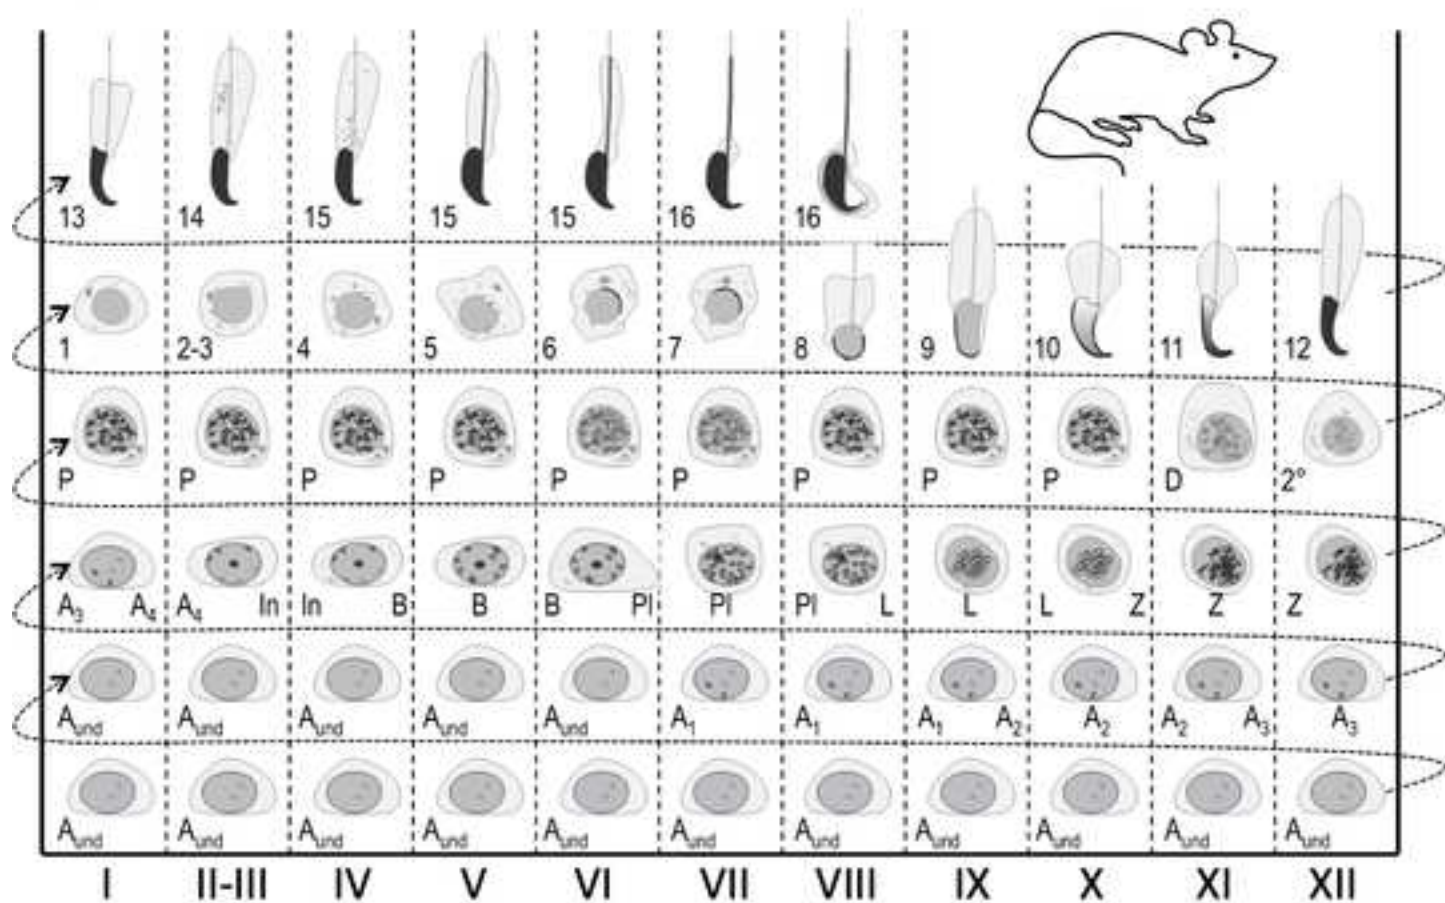 13 14 15 15 15 16 16
1 2-3 4 5 6 7 8 9 10 11 12
P P P P P P P P P D 2°
A₃ A₄ A₄ In In B B B Pl Pl Pl L L L Z Z Z
Aund Aund Aund Aund Aund A₁ A₁ A₁ A₂ A₂ A₂ A₃ A₃
Aund Aund Aund Aund Aund Aund Aund Aund Aund Aund Aund
I II-III IV V VI VII VIII IX X XI XII